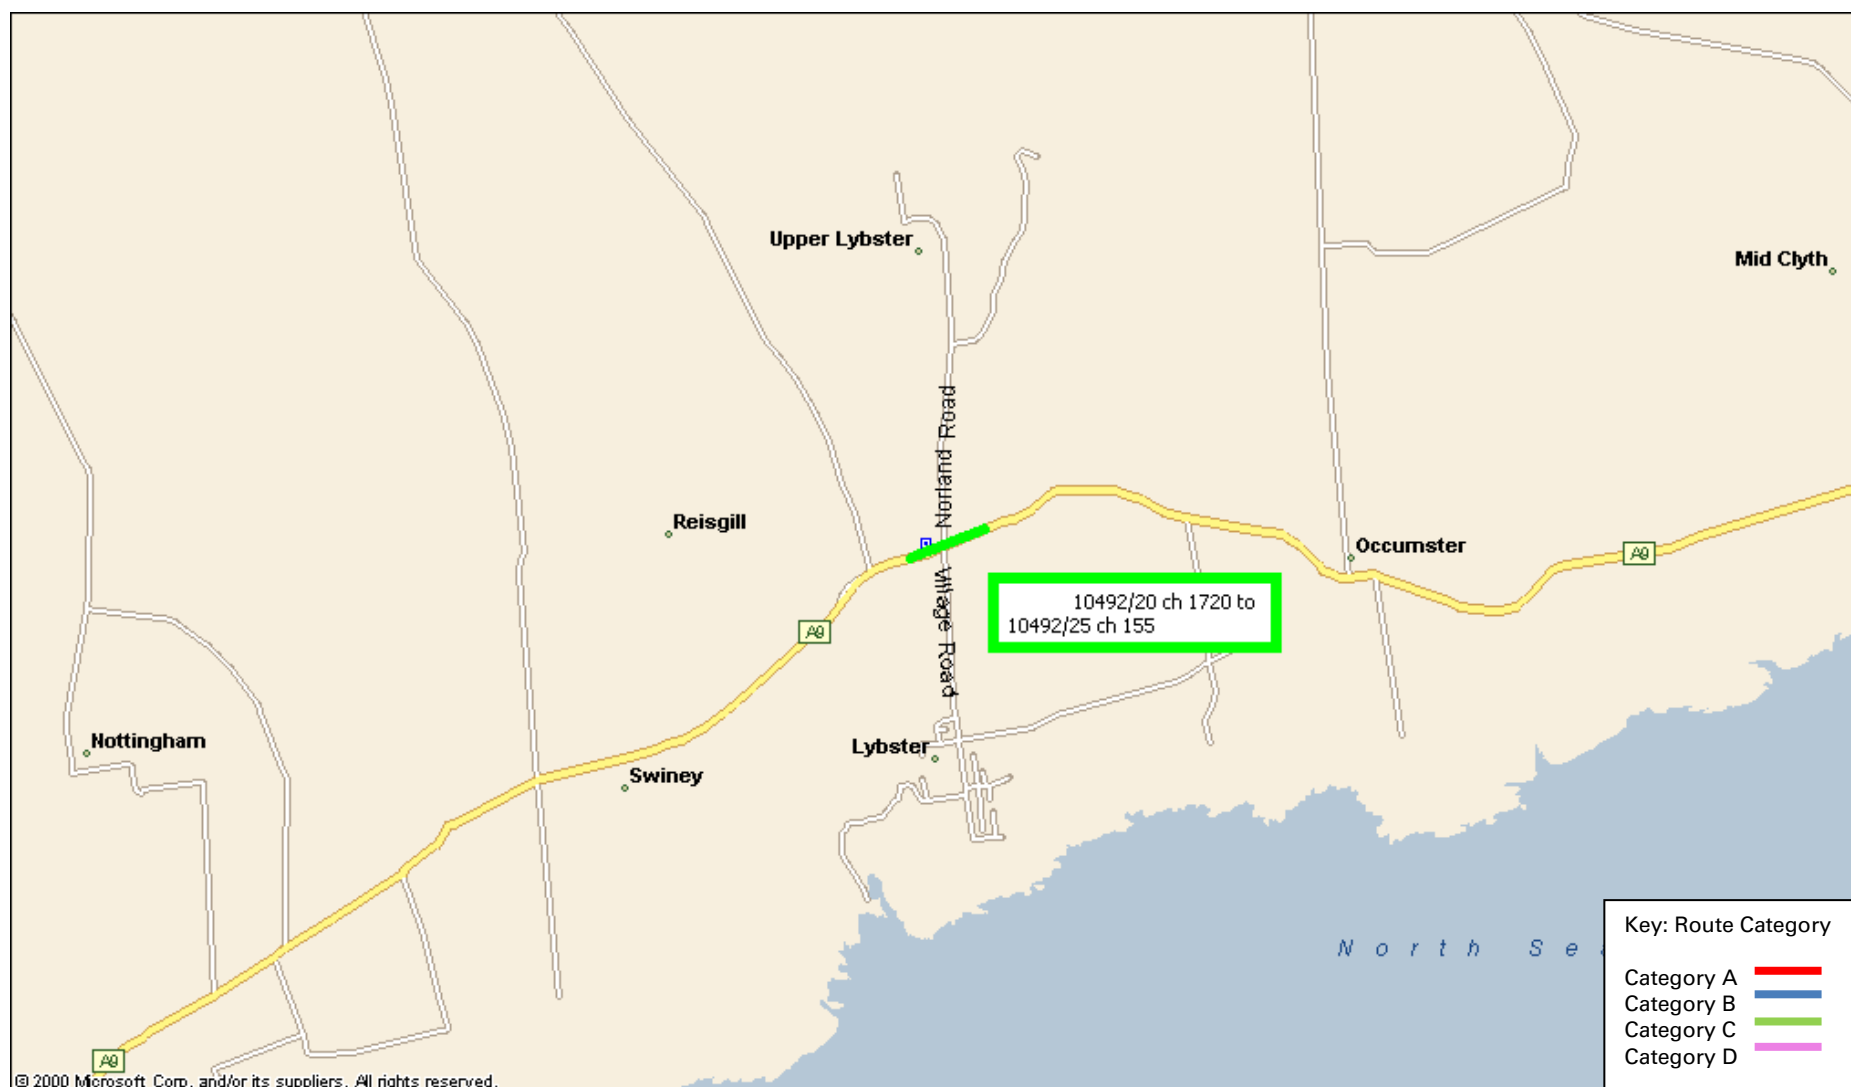 Upper Lybster
Mid Clyth
Norland Road
Reisgill
Occumster
A9
10492/20 ch 1720 to
10492/25 ch 155
A9
Village Road
Nottingham
Lybster
Swiney
North Sea
Key: Route Category
Category A
Category B
Category C
Category D
A9
© 2000 Microsoft Corp. and/or its suppliers. All rights reserved.